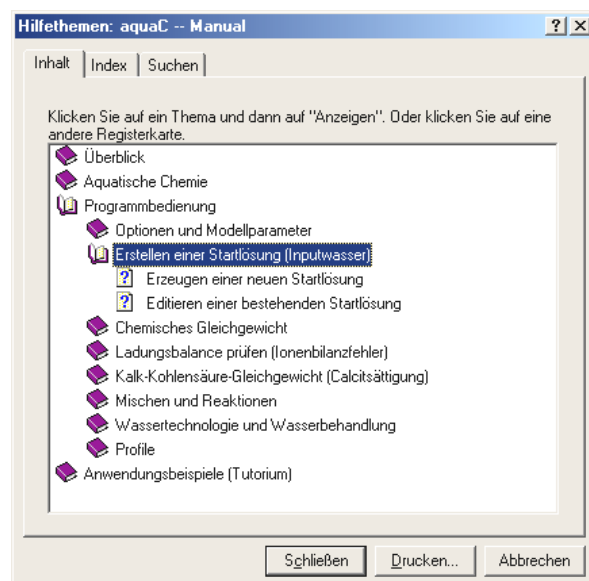 Hilfethemen: aquaC -- Manual
Inhalt Index Suchen
Klicken Sie auf ein Thema und dann auf "Anzeigen". Oder klicken Sie auf eine
andere Registerkarte.
Überblick
Aquatische Chemie
Programmbedienung
Optionen und Modellparameter
Erstellen einer Startlösung (Inputwasser)
Erzeugen einer neuen Startlösung
Editieren einer bestehenden Startlösung
Chemisches Gleichgewicht
Ladungsbalance prüfen (Ionenbilanzfehler)
Kalk-Kohlensäure-Gleichgewicht (Calcitsättigung)
Mischen und Reaktionen
Wassertechnologie und Wasserbehandlung
Profile
Anwendungsbeispiele (Tutorium)
Schließen Drucken... Abbrechen